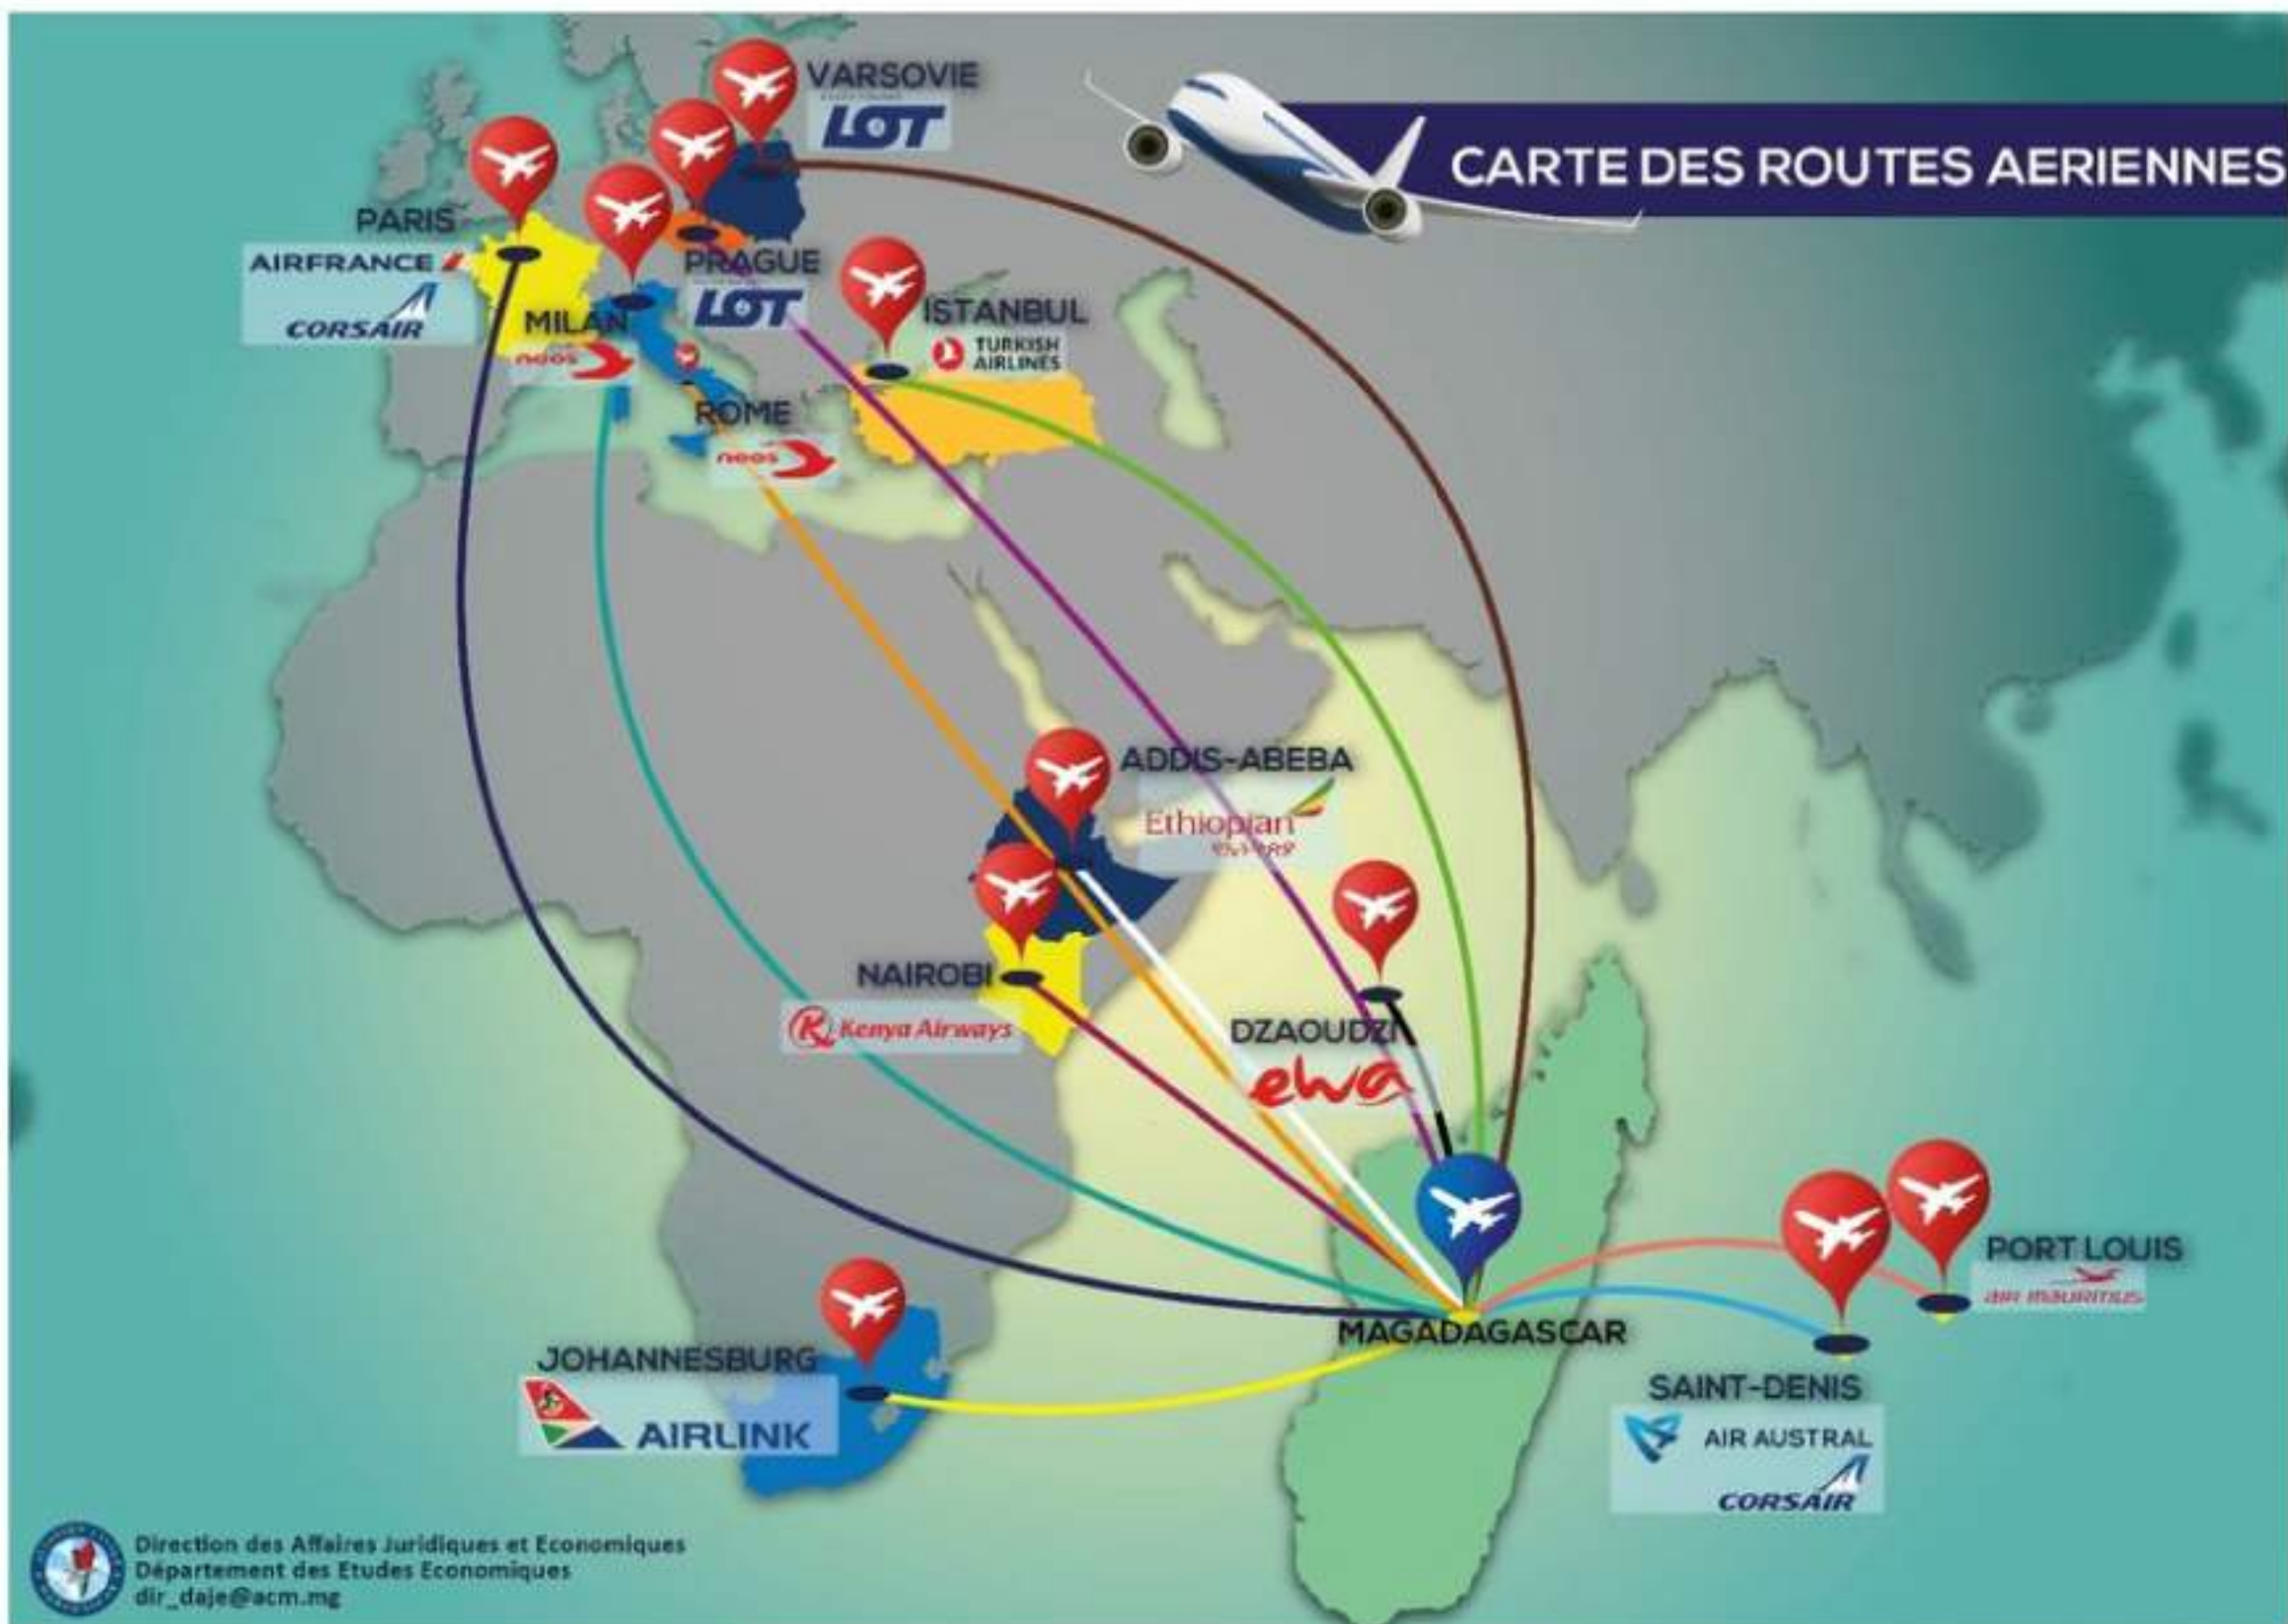 VARSOVIE
LOT
CARTE DES ROUTES AERIENNES
PARIS
AIRFRANCE
CORSAIR
PRAGUE
LOT
MILAN
neos
ISTANBUL
TURKISH
AIRLINES
ROME
neos
ADDIS-ABEBA
Ethiopian
NAIROBI
Kenya Airways
DZAOUDZI
ewa
PORT LOUIS
AIR MAURITIUS
MAGADAGASCAR
JOHANNESBURG
AIRLINK
SAINT-DENIS
AIR AUSTRAL
CORSAIR
Direction des Affaires Juridiques et Economiques
Département des Etudes Economiques
dir_daje@acm.mg